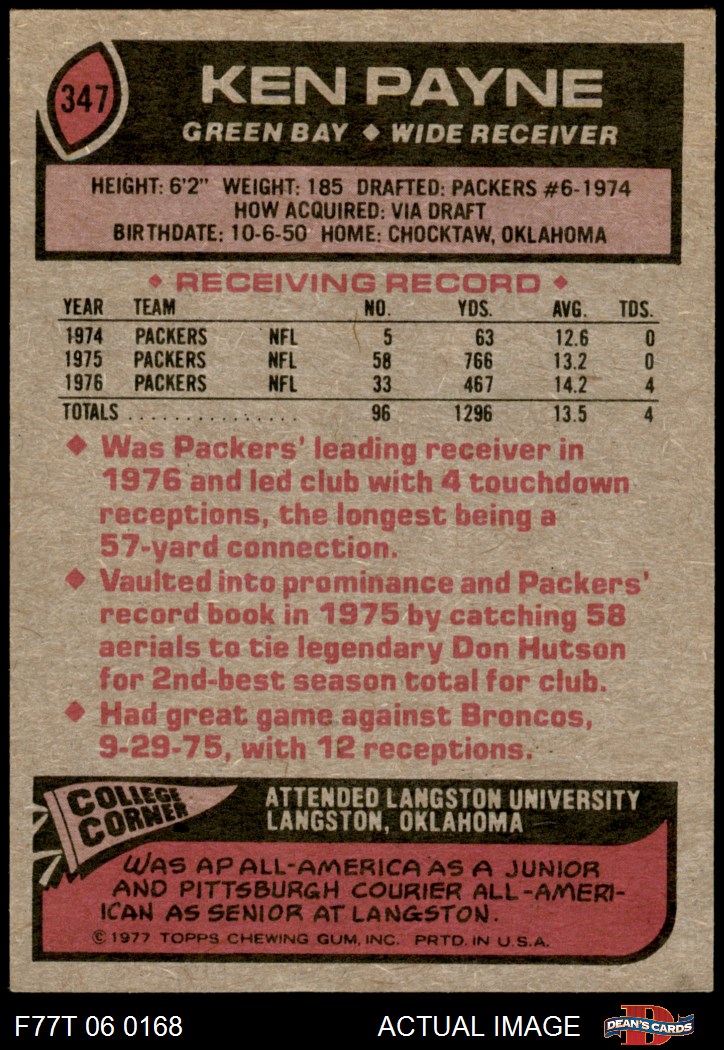 347
KEN PAYNE
GREEN BAY ♦ WIDE RECEIVER
HEIGHT: 6'2" WEIGHT: 185 DRAFTED: PACKERS #6-1974
HOW ACQUIRED: VIA DRAFT
BIRTHDATE: 10-6-50 HOME: CHOCKTAW, OKLAHOMA
♦ RECEIVING RECORD ♦
YEAR TEAM NO. YDS. AVG. TDS.
1974 PACKERS NFL 5 63 12.6 0
1975 PACKERS NFL 58 766 13.2 0
1976 PACKERS NFL 33 467 14.2 4
TOTALS ................ 96 1296 13.5 4
♦ Was Packers' leading receiver in
1976 and led club with 4 touchdown
receptions, the longest being a
57-yard connection.
♦ Vaulted into prominance and Packers'
record book in 1975 by catching 58
aerials to tie legendary Don Hutson
for 2nd-best season total for club.
♦ Had great game against Broncos,
9-29-75, with 12 receptions.
COLLEGE
CORNER
ATTENDED LANGSTON UNIVERSITY
LANGSTON, OKLAHOMA
WAS AP ALL-AMERICA AS A JUNIOR
AND PITTSBURGH COURIER ALL-AMERI-
ICAN AS SENIOR AT LANGSTON.
© 1977 TOPPS CHEWING GUM, INC. PRTD. IN U.S.A.
F77T 06 0168 ACTUAL IMAGE
D
DEAN'S CARDS